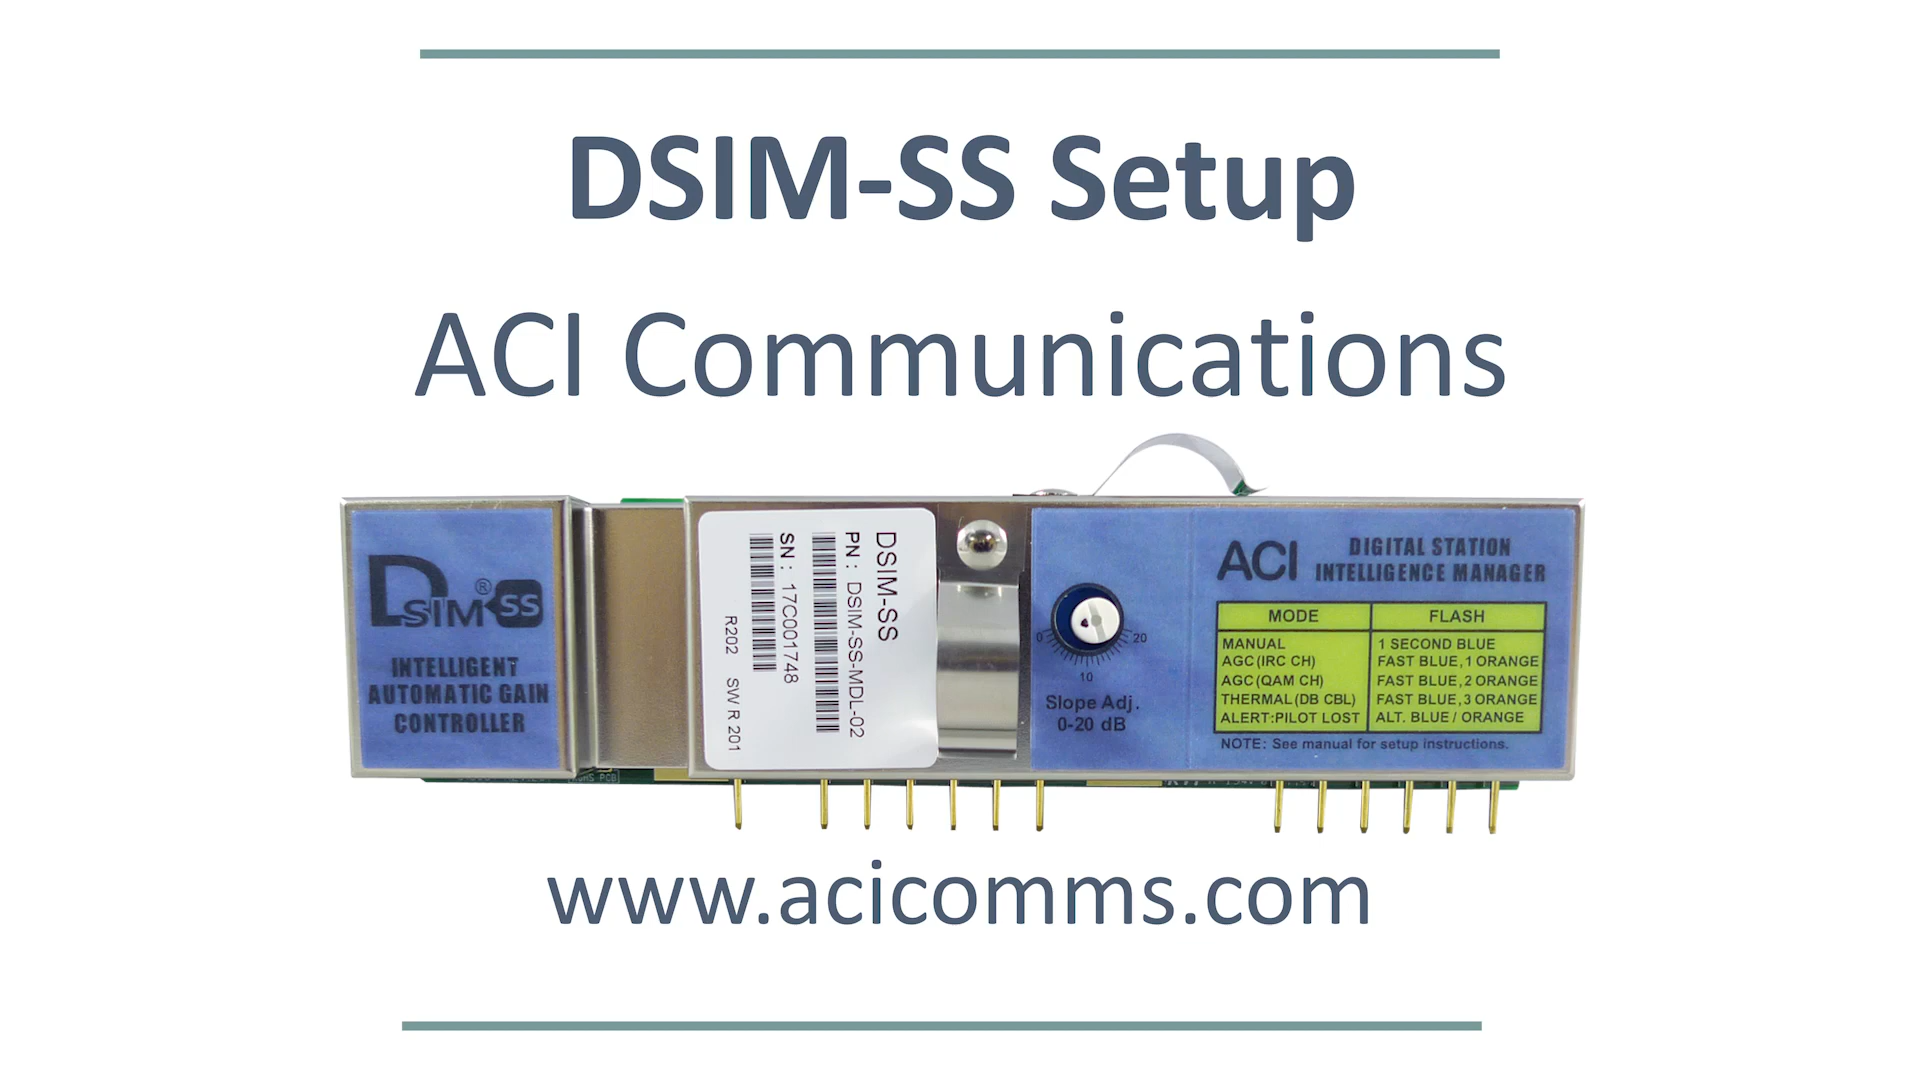 DSIM-SS Setup
ACI Communications
DSIM®-SS
INTELLIGENT
AUTOMATIC GAIN
CONTROLLER
DSIM-SS
PN : DSIM-SS-MDL-02
SN : 17C001748
R202 SW R 201
0 20
10
Slope Adj.
0-20 dB
ACI
DIGITAL STATION
INTELLIGENCE MANAGER
MODE FLASH
MANUAL 1 SECOND BLUE
AGC (IRC CH) FAST BLUE, 1 ORANGE
AGC (QAM CH) FAST BLUE, 2 ORANGE
THERMAL (DB CBL) FAST BLUE, 3 ORANGE
ALERT:PILOT LOST ALT. BLUE / ORANGE
NOTE: See manual for setup instructions.
www.acicomms.com